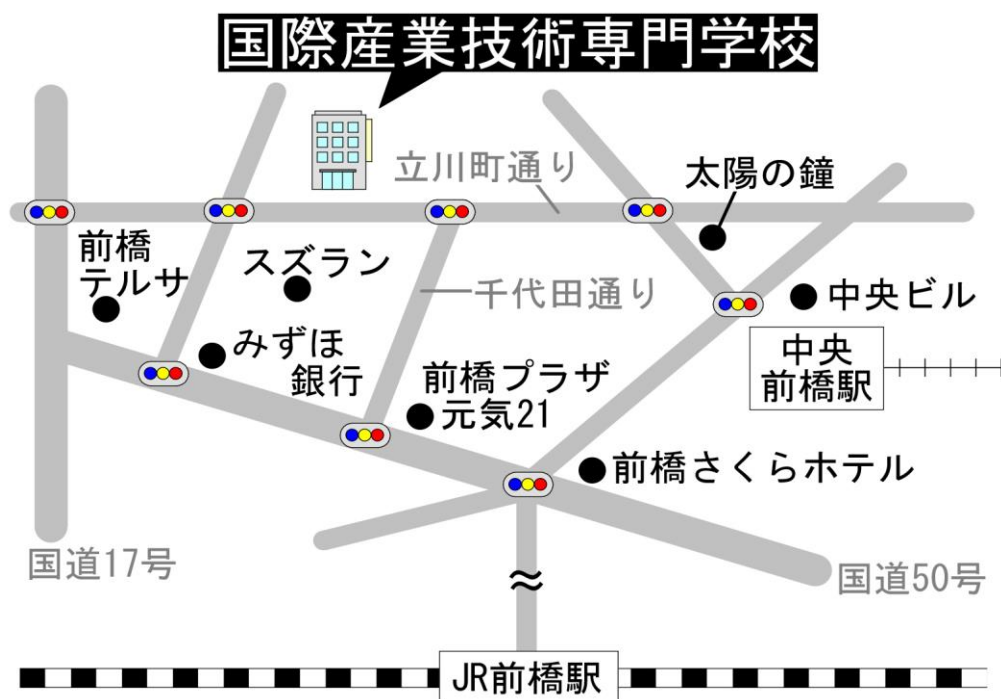 国際産業技術専門学校
立川町通り
太陽の鐘
前橋
テルサ
スズラン
千代田通り
中央ビル
みずほ
銀行
前橋プラザ
元気21
中央
前橋駅
前橋さくらホテル
国道17号
国道50号
JR前橋駅